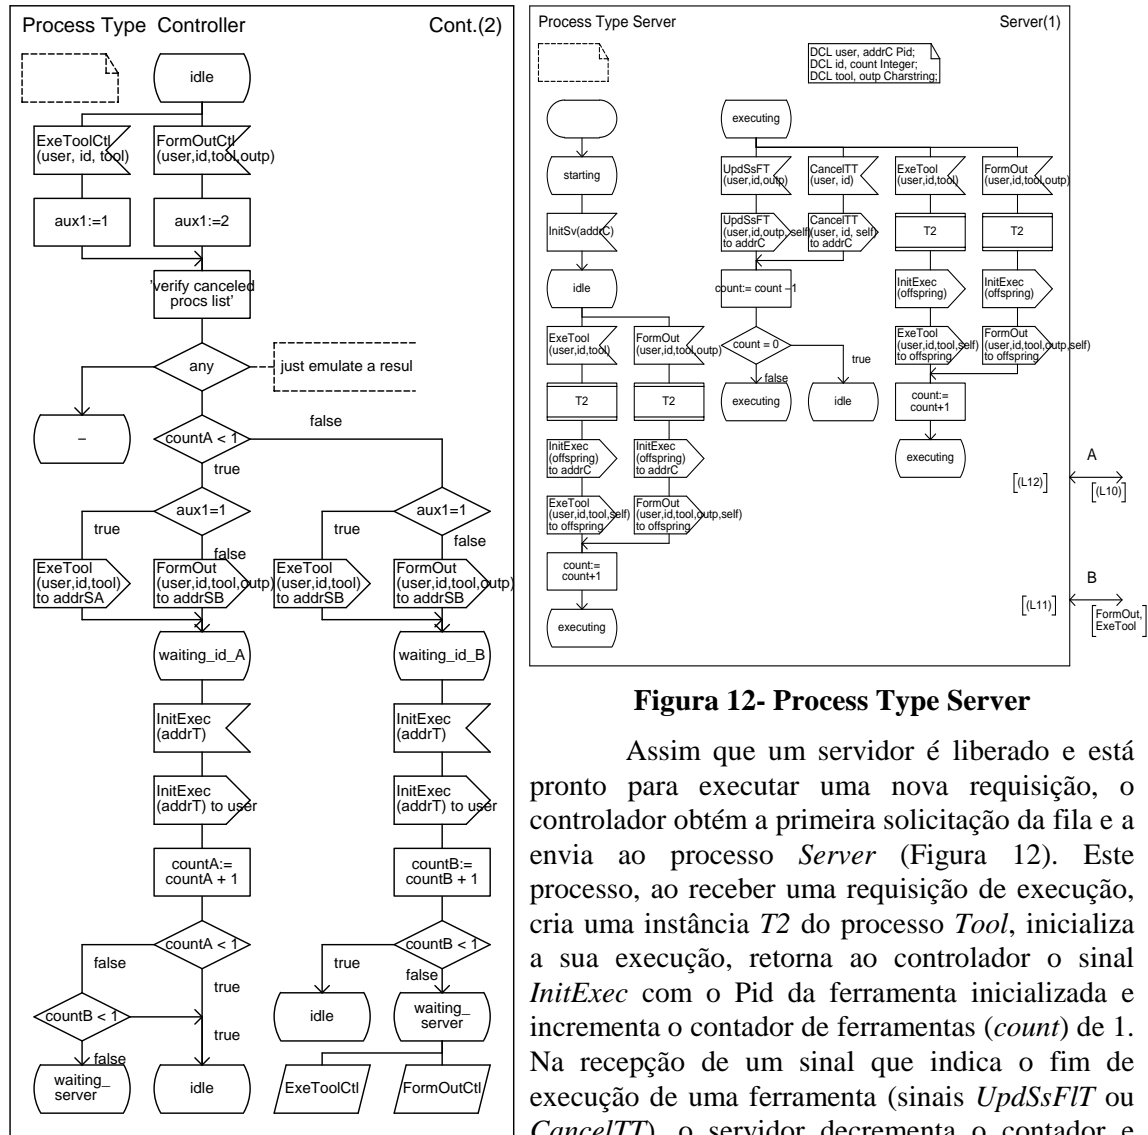 Process Type Controller
Cont.(2)
idle
ExeToolCtl
(user, id, tool)
FormOutCtl
(user,id,tool,outp)
aux1:=1
aux1:=2
'verify canceled
procs list'
any
just emulate a resul
–
countA < 1
false
true
aux1=1
aux1=1
true
false
true
false
ExeTool
(user,id,tool)
to addrSA
FormOut
(user,id,tool,outp)
to addrSB
ExeTool
(user,id,tool)
to addrSB
FormOut
(user,id,tool,outp)
to addrSB
waiting_id_A
waiting_id_B
InitExec
(addrT)
InitExec
(addrT)
InitExec
(addrT) to user
InitExec
(addrT) to user
countA:=
countA + 1
countB:=
countB + 1
countA < 1
countB < 1
false
true
true
false
countB < 1
true
false
idle
waiting_
server
waiting_
server
idle
ExeToolCtl
FormOutCtl
Process Type Server
Server(1)
DCL user, addrC Pid;
DCL id, count Integer;
DCL tool, outp Charstring;
executing
starting
UpdSsFT
(user,id,outp)
CancelTT
(user, id)
ExeTool
(user,id,tool)
FormOut
(user,id,tool,outp)
InitSv(addrC)
UpdSsFT
(user,id,outp,self)
to addrC
CancelTT
(user, id, self)
to addrC
T2
T2
idle
count:= count –1
InitExec
(offspring)
InitExec
(offspring)
ExeTool
(user,id,tool)
FormOut
(user,id,tool,outp)
count = 0
true
false
ExeTool
(user,id,tool,self)
to offspring
FormOut
(user,id,tool,outp,self)
to offspring
T2
T2
executing
idle
count:=
count+1
InitExec
(offspring)
to addrC
InitExec
(offspring)
to addrC
executing
A
[(L12)]
[(L10)]
ExeTool
(user,id,tool,self)
to offspring
FormOut
(user,id,tool,outp,self)
to offspring
count:=
count+1
B
[(L11)]
[FormOut,
ExeTool]
executing
Figura 12- Process Type Server
Assim que um servidor é liberado e está
pronto para executar uma nova requisição, o
controlador obtém a primeira solicitação da fila e a
envia ao processo Server (Figura 12). Este
processo, ao receber uma requisição de execução,
cria uma instância T2 do processo Tool, inicializa
a sua execução, retorna ao controlador o sinal
InitExec com o Pid da ferramenta inicializada e
incrementa o contador de ferramentas (count) de 1.
Na recepção de um sinal que indica o fim de
execução de uma ferramenta (sinais UpdSsFlT ou
CancelTT), o servidor decrementa o contador e